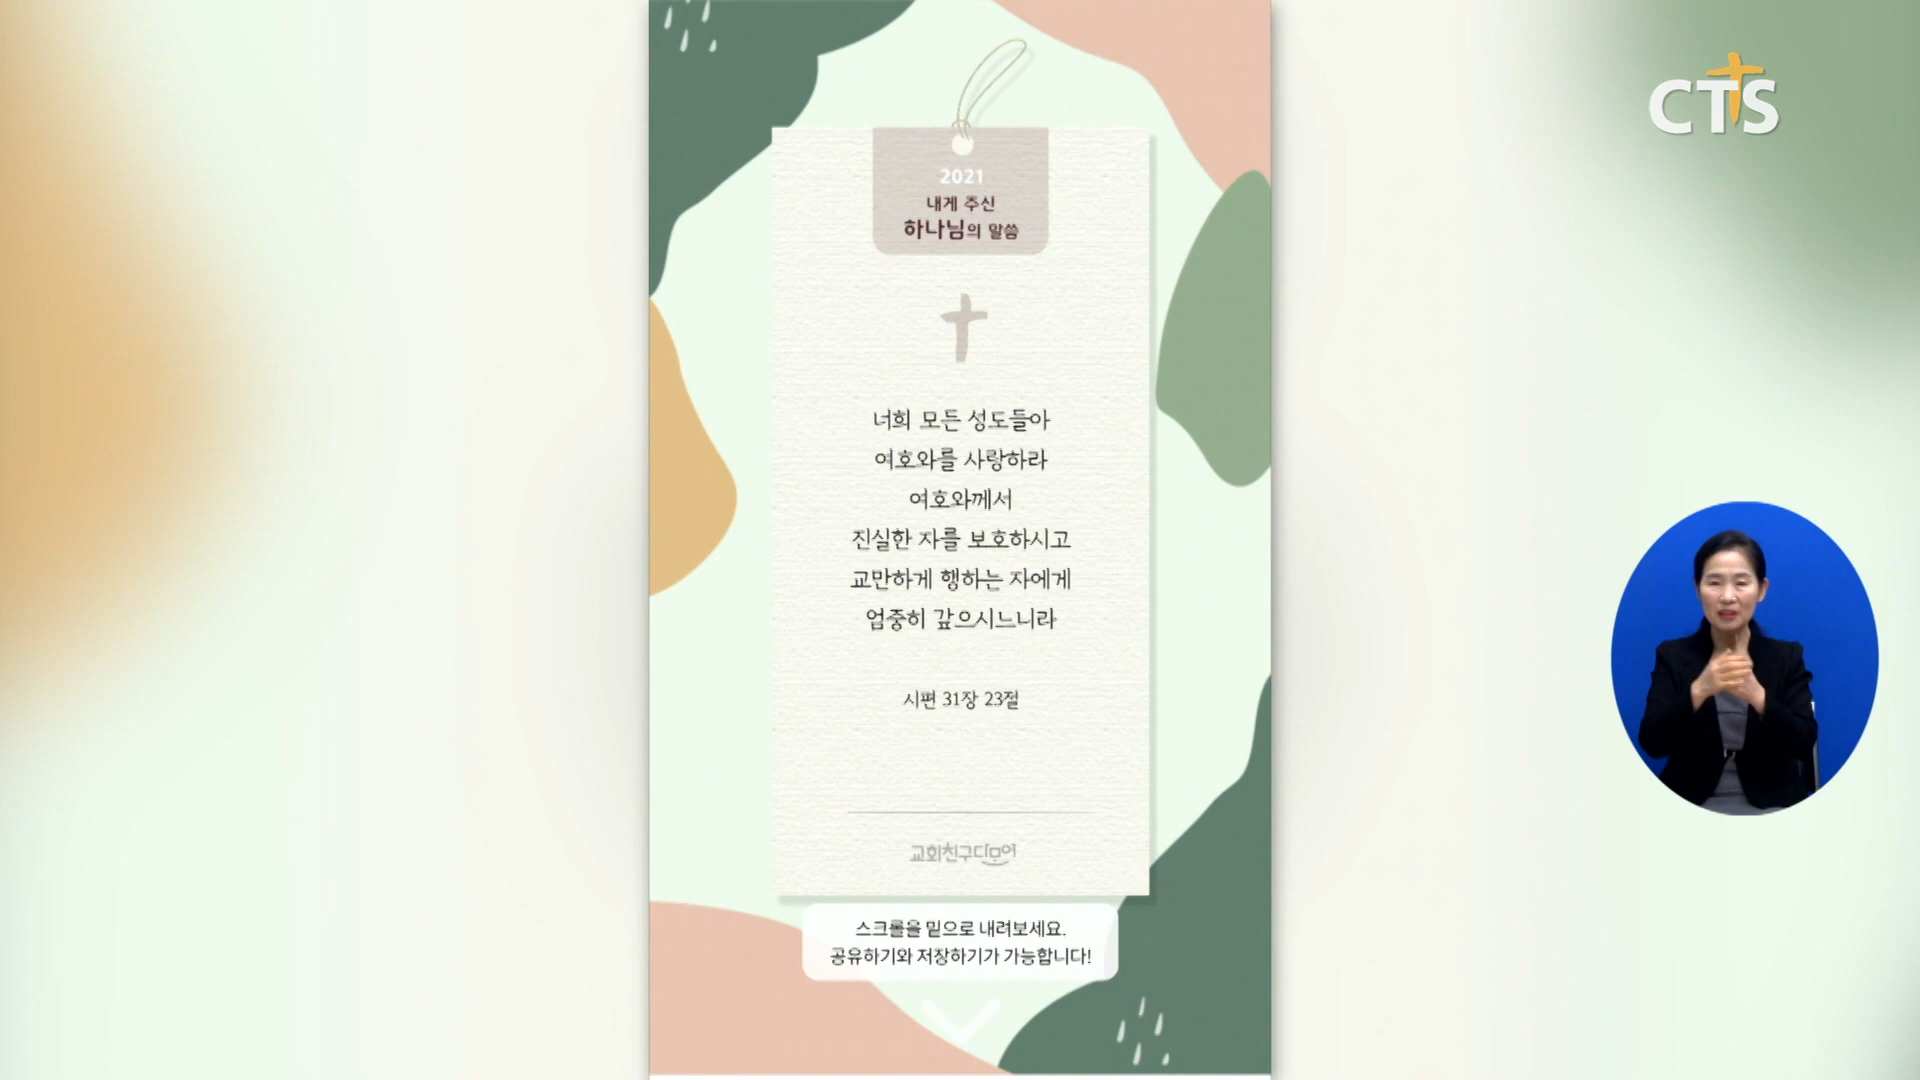 CTS
2021
내게 주신
하나님의 말씀
너희 모든 성도들아
여호와를 사랑하라
여호와께서
진실한 자를 보호하시고
교만하게 행하는 자에게
엄중히 갚으시느니라
시편 31장 23절
교회친구다모여
스크롤을 밑으로 내려보세요.
공유하기와 저장하기가 가능합니다!